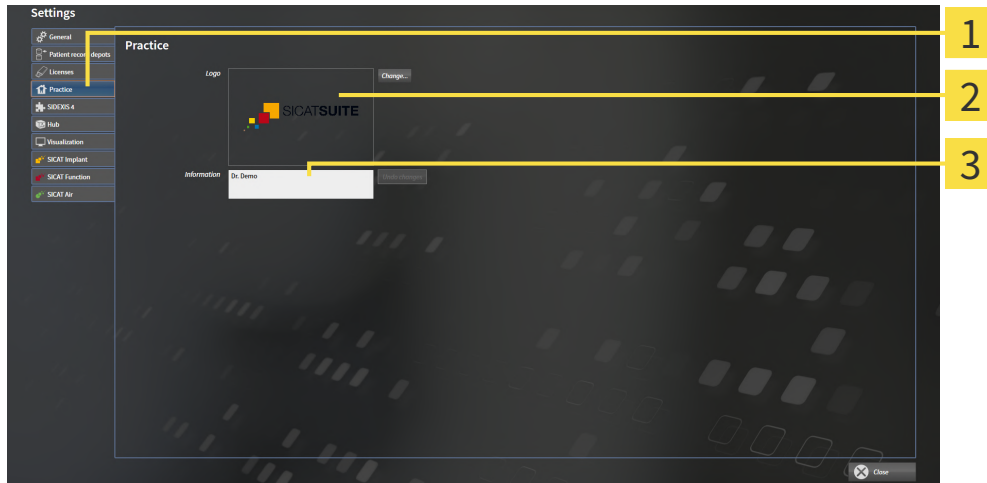 Settings
General
Patient record depots
Licenses
Practice
SIDEXIS 4
Hub
Visualization
SICAT Implant
SICAT Function
SICAT Air
Practice
Logo
SICATSUITE
Change...
Information
Dr. Demo
Undo changes
Close
1
2
3